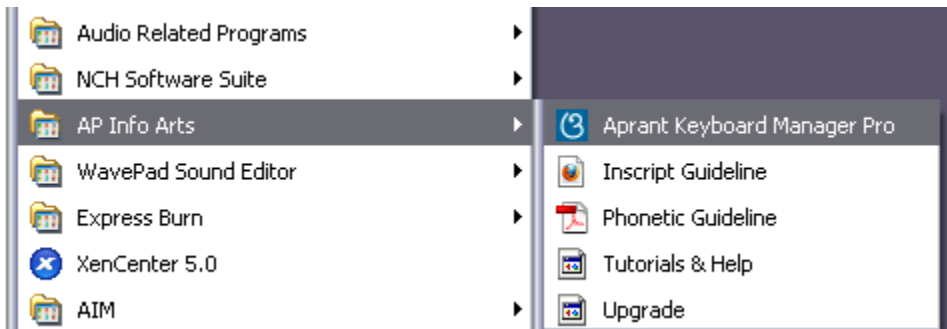 Audio Related Programs
NCH Software Suite
AP Info Arts
WavePad Sound Editor
Express Burn
XenCenter 5.0
AIM
Aprant Keyboard Manager Pro
Inscript Guideline
Phonetic Guideline
Tutorials & Help
Upgrade